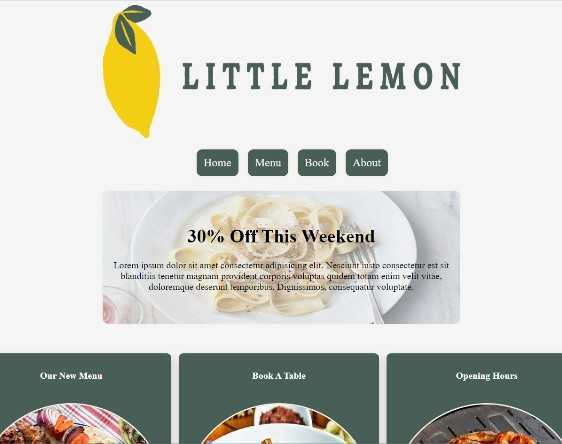 LITTLE LEMON
Home Menu Book About
30% Off This Weekend
Lorem ipsum dolor sit amet consectetur adipisicing elit. Nesciunt iusto consectetur est sit
blanditiis tenetur magnam provident corporis voluptas quidem totam enim velit vitae,
doloremque deserunt temporibus. Dignissimos, consequatur voluptate.
Our New Menu
Book A Table
Opening Hours